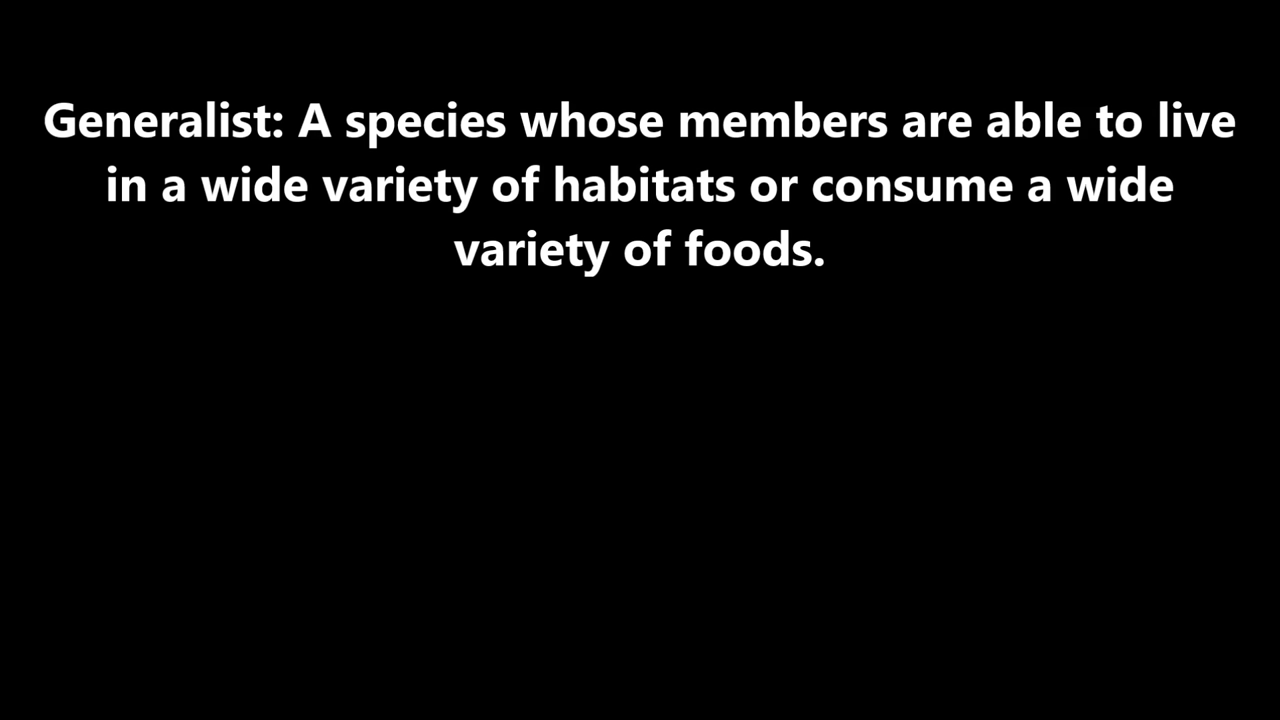 Generalist: A species whose members are able to live
in a wide variety of habitats or consume a wide
variety of foods.